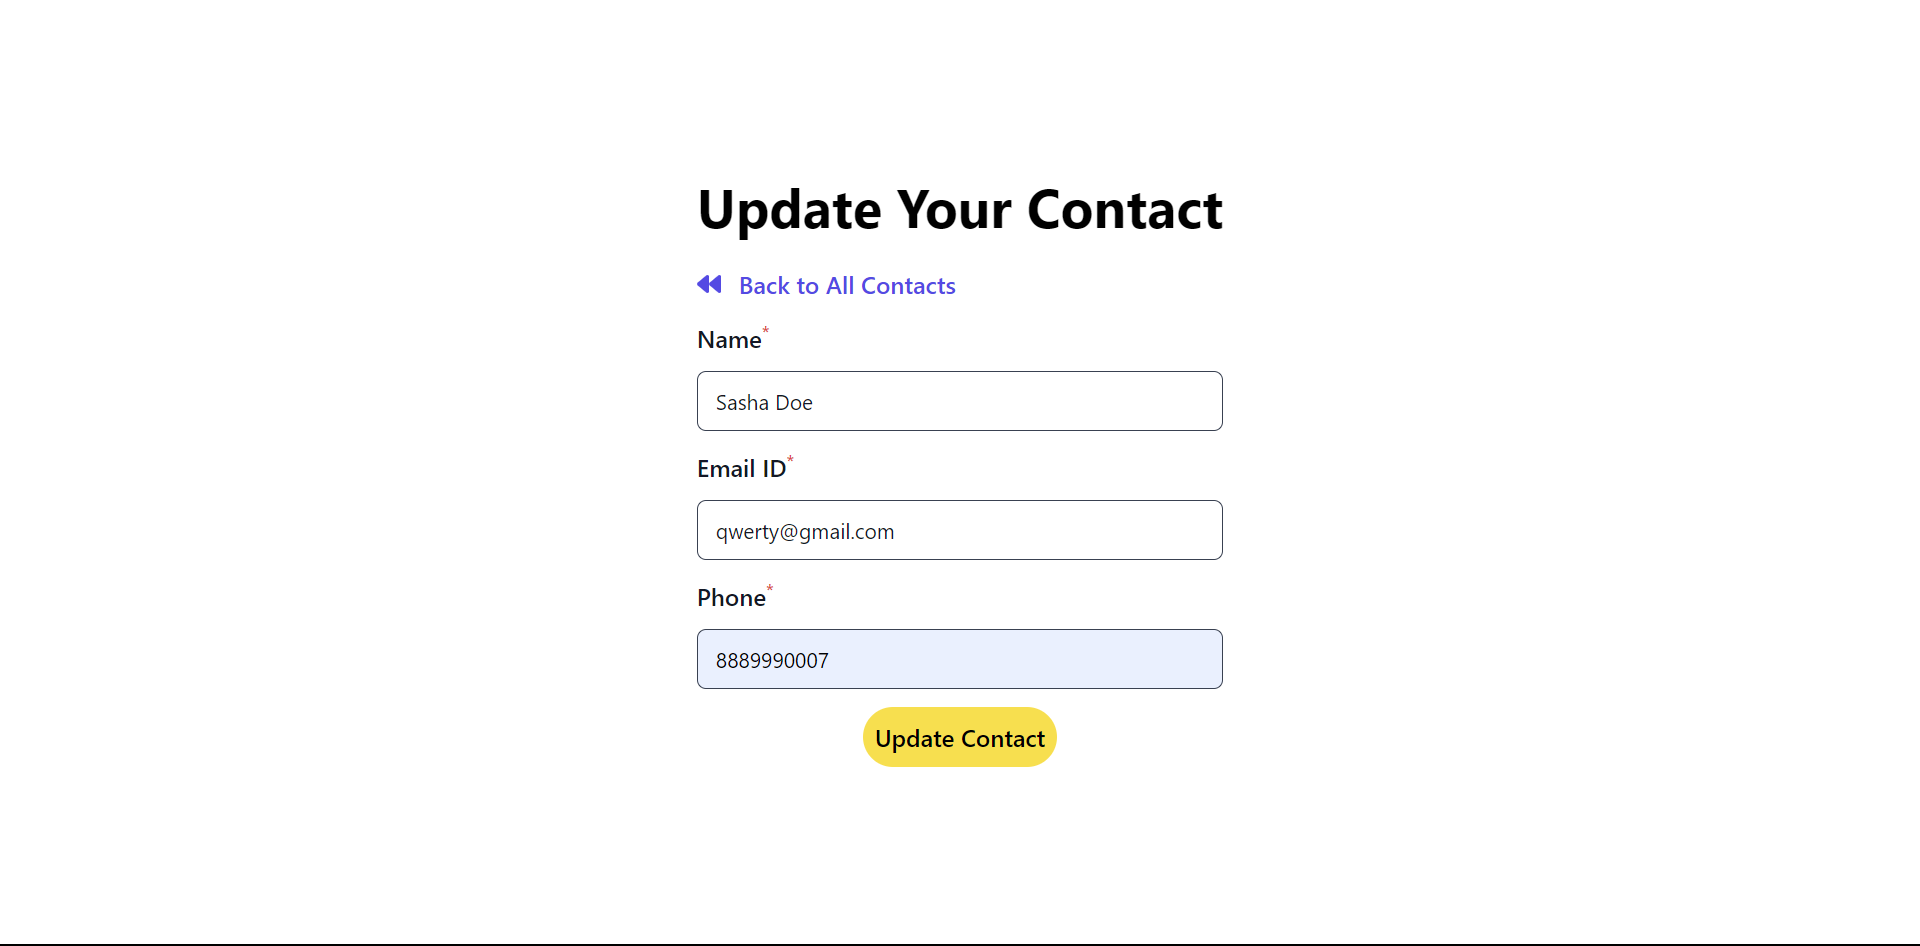 Update Your Contact
Back to All Contacts
Name*
Sasha Doe
Email ID*
qwerty@gmail.com
Phone*
8889990007
Update Contact